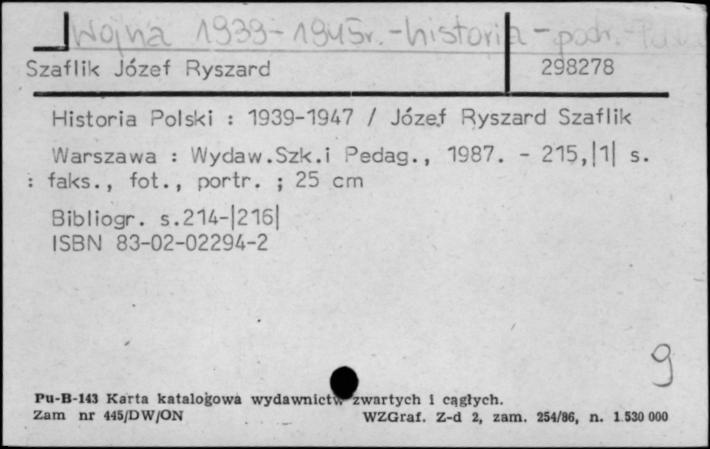 Wojna 1939-1945r. - historia - podr. -
Szaflik Józef Ryszard 298278
Historia Polski : 1939-1947 / Józef Ryszard Szaflik
Warszawa : Wydaw.Szk.i Pedag., 1987. - 215,|1| s.
: faks., fot., portr. ; 25 cm
Bibliogr. s.214-|216|
ISBN 83-02-02294-2
9
Pu-B-143 Karta katalogowa wydawnictw zwartych i ciągłych.
Zam nr 445/DW/ON WZGraf. Z-d 2, zam. 254/86, n. 1.530 000